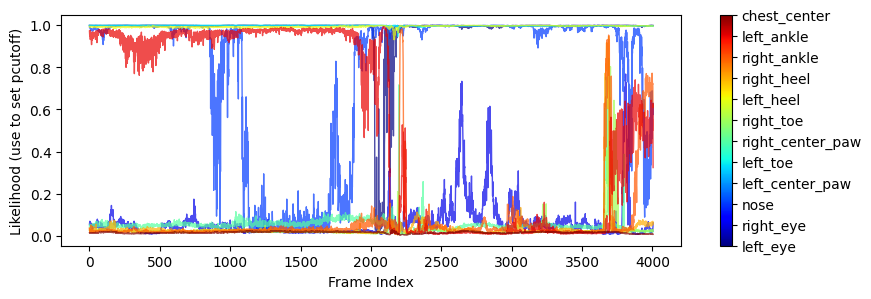 Likelihood (use to set pcutoff)
1.0
0.8
0.6
0.4
0.2
0.0
0
500
1000
1500
2000
2500
3000
3500
4000
Frame Index
chest_center
left_ankle
right_ankle
right_heel
left_heel
right_toe
right_center_paw
left_toe
left_center_paw
nose
right_eye
left_eye